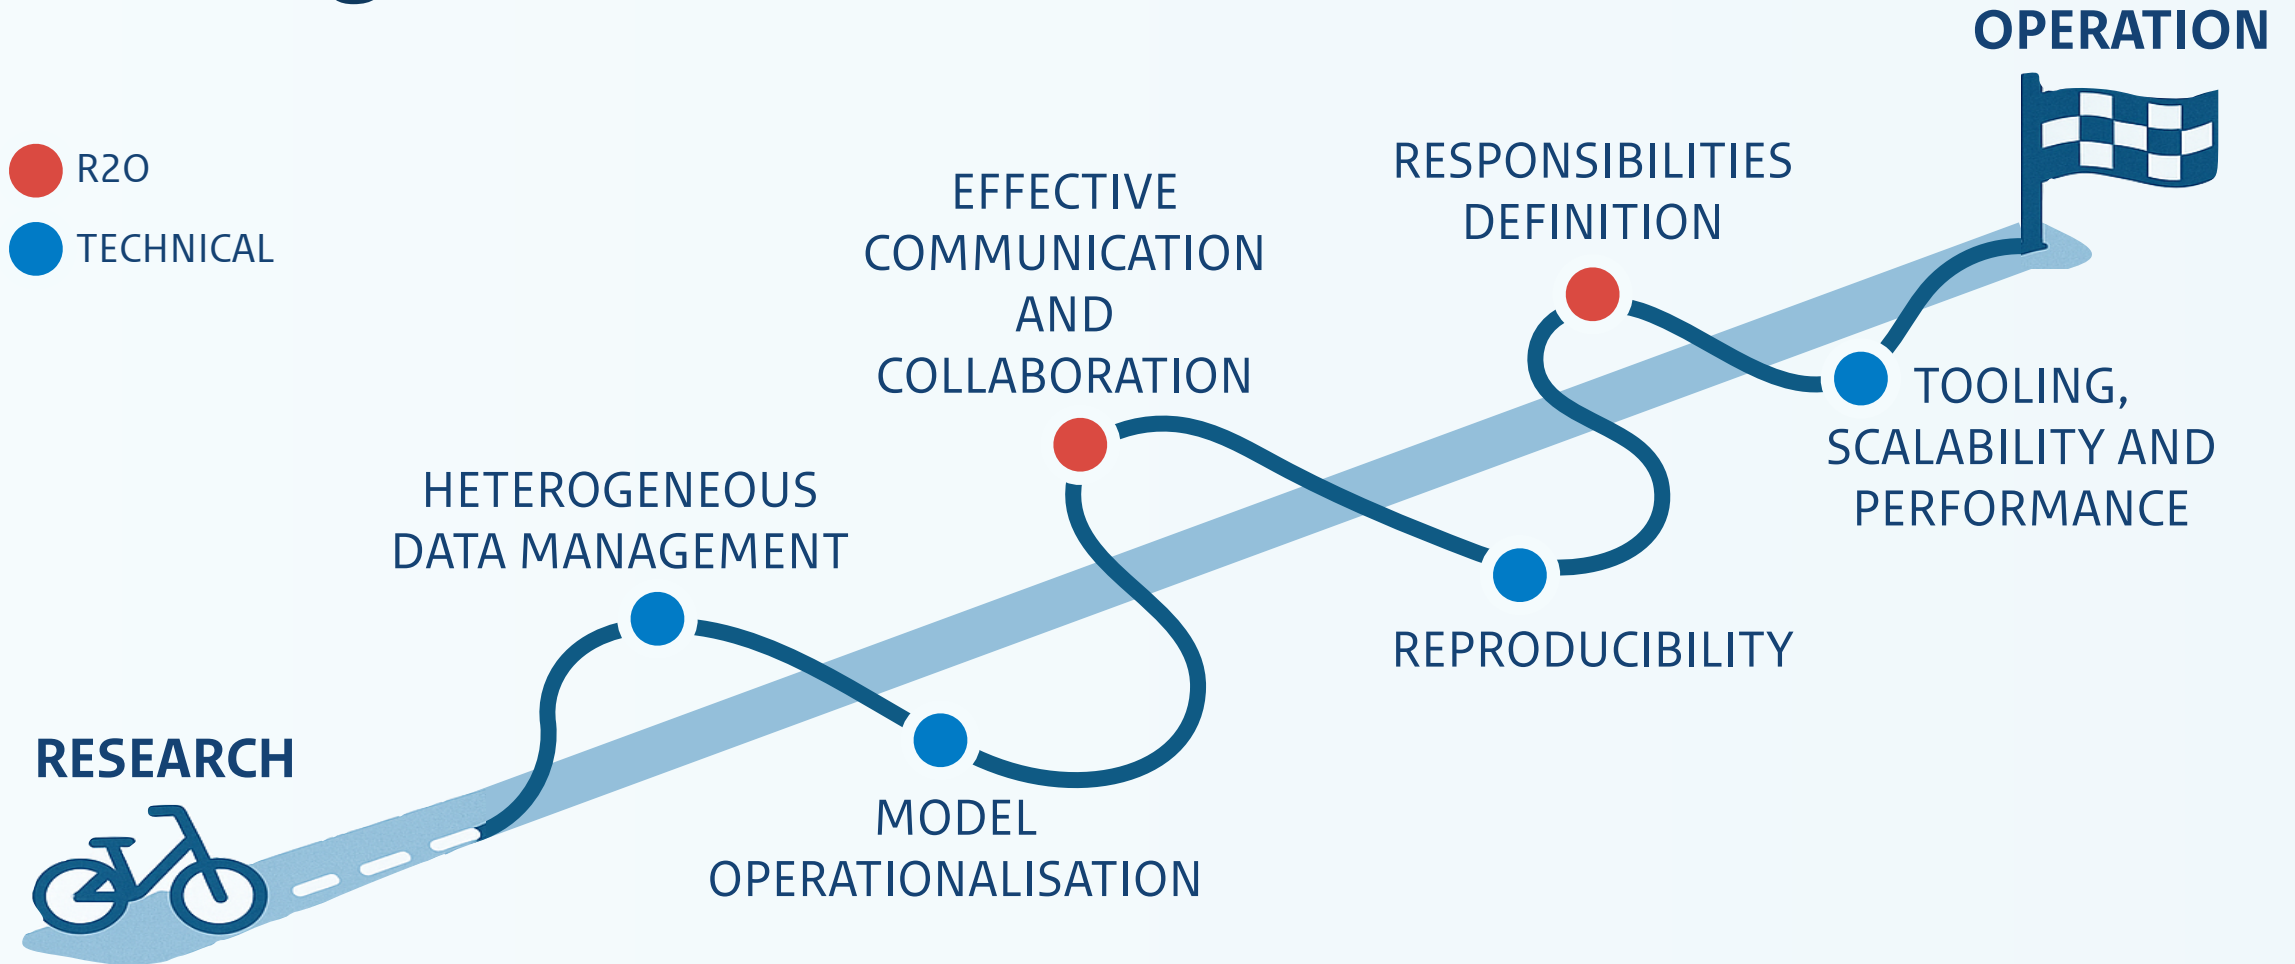 OPERATION
R2O
TECHNICAL
RESPONSIBILITIES
DEFINITION
EFFECTIVE
COMMUNICATION
AND
COLLABORATION
TOOLING,
SCALABILITY AND
PERFORMANCE
HETEROGENEOUS
DATA MANAGEMENT
REPRODUCIBILITY
RESEARCH
MODEL
OPERATIONALISATION